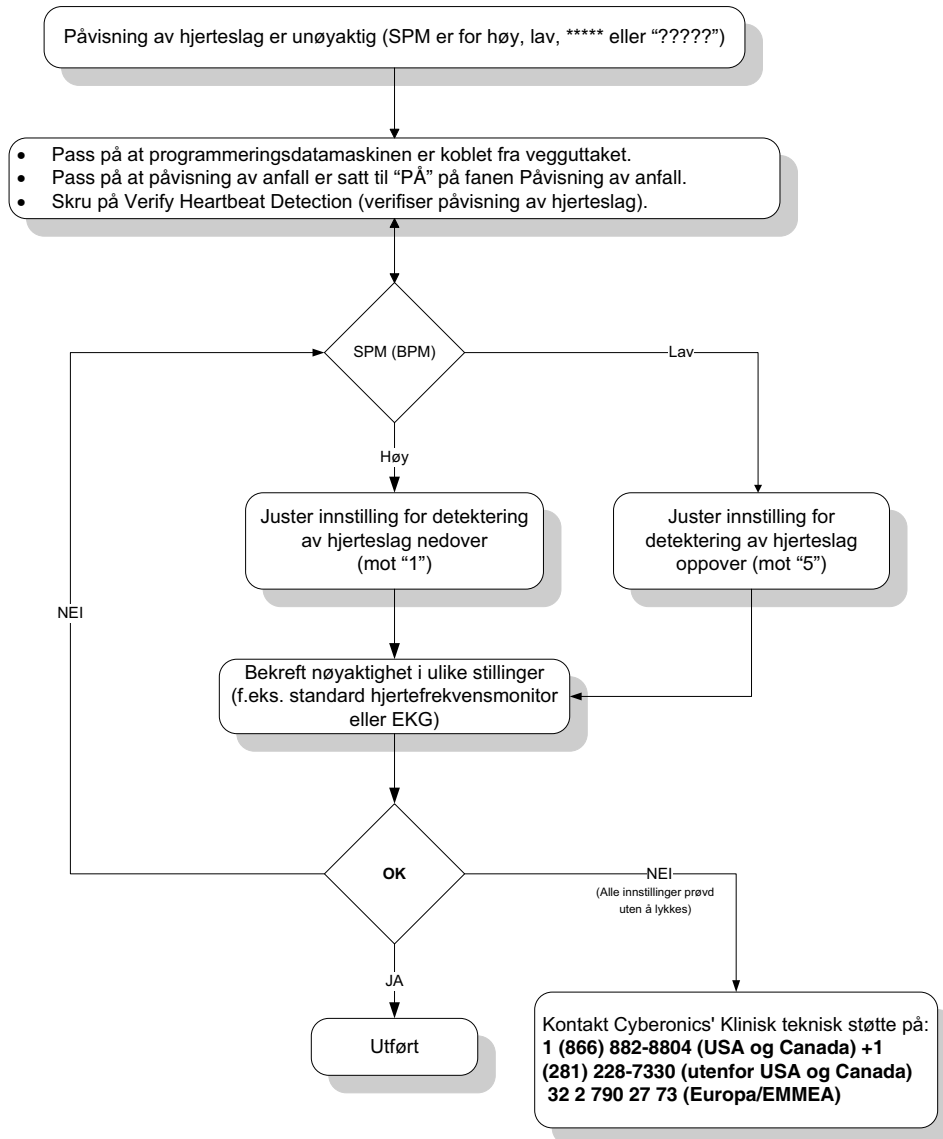 Påvisning av hjerteslag er unøyaktig (SPM er for høy, lav, ***** eller “?????”)
• Pass på at programmeringsdatamaskinen er koblet fra vegguttaket.
• Pass på at påvisning av anfall er satt til “PÅ” på fanen Påvisning av anfall.
• Skru på Verify Heartbeat Detection (verifiser påvisning av hjerteslag).
SPM (BPM)
Lav
Høy
Juster innstilling for detektering
av hjerteslag nedover
(mot “1”)
Juster innstilling for
detektering av hjerteslag
oppover (mot “5”)
NEI
Bekreft nøyaktighet i ulike stillinger
(f.eks. standard hjertefrekvensmonitor
eller EKG)
OK
NEI
(Alle innstillinger prøvd
uten å lykkes)
JA
Utført
Kontakt Cyberonics' Klinisk teknisk støtte på:
1 (866) 882-8804 (USA og Canada) +1
(281) 228-7330 (utenfor USA og Canada)
32 2 790 27 73 (Europa/EMMEA)